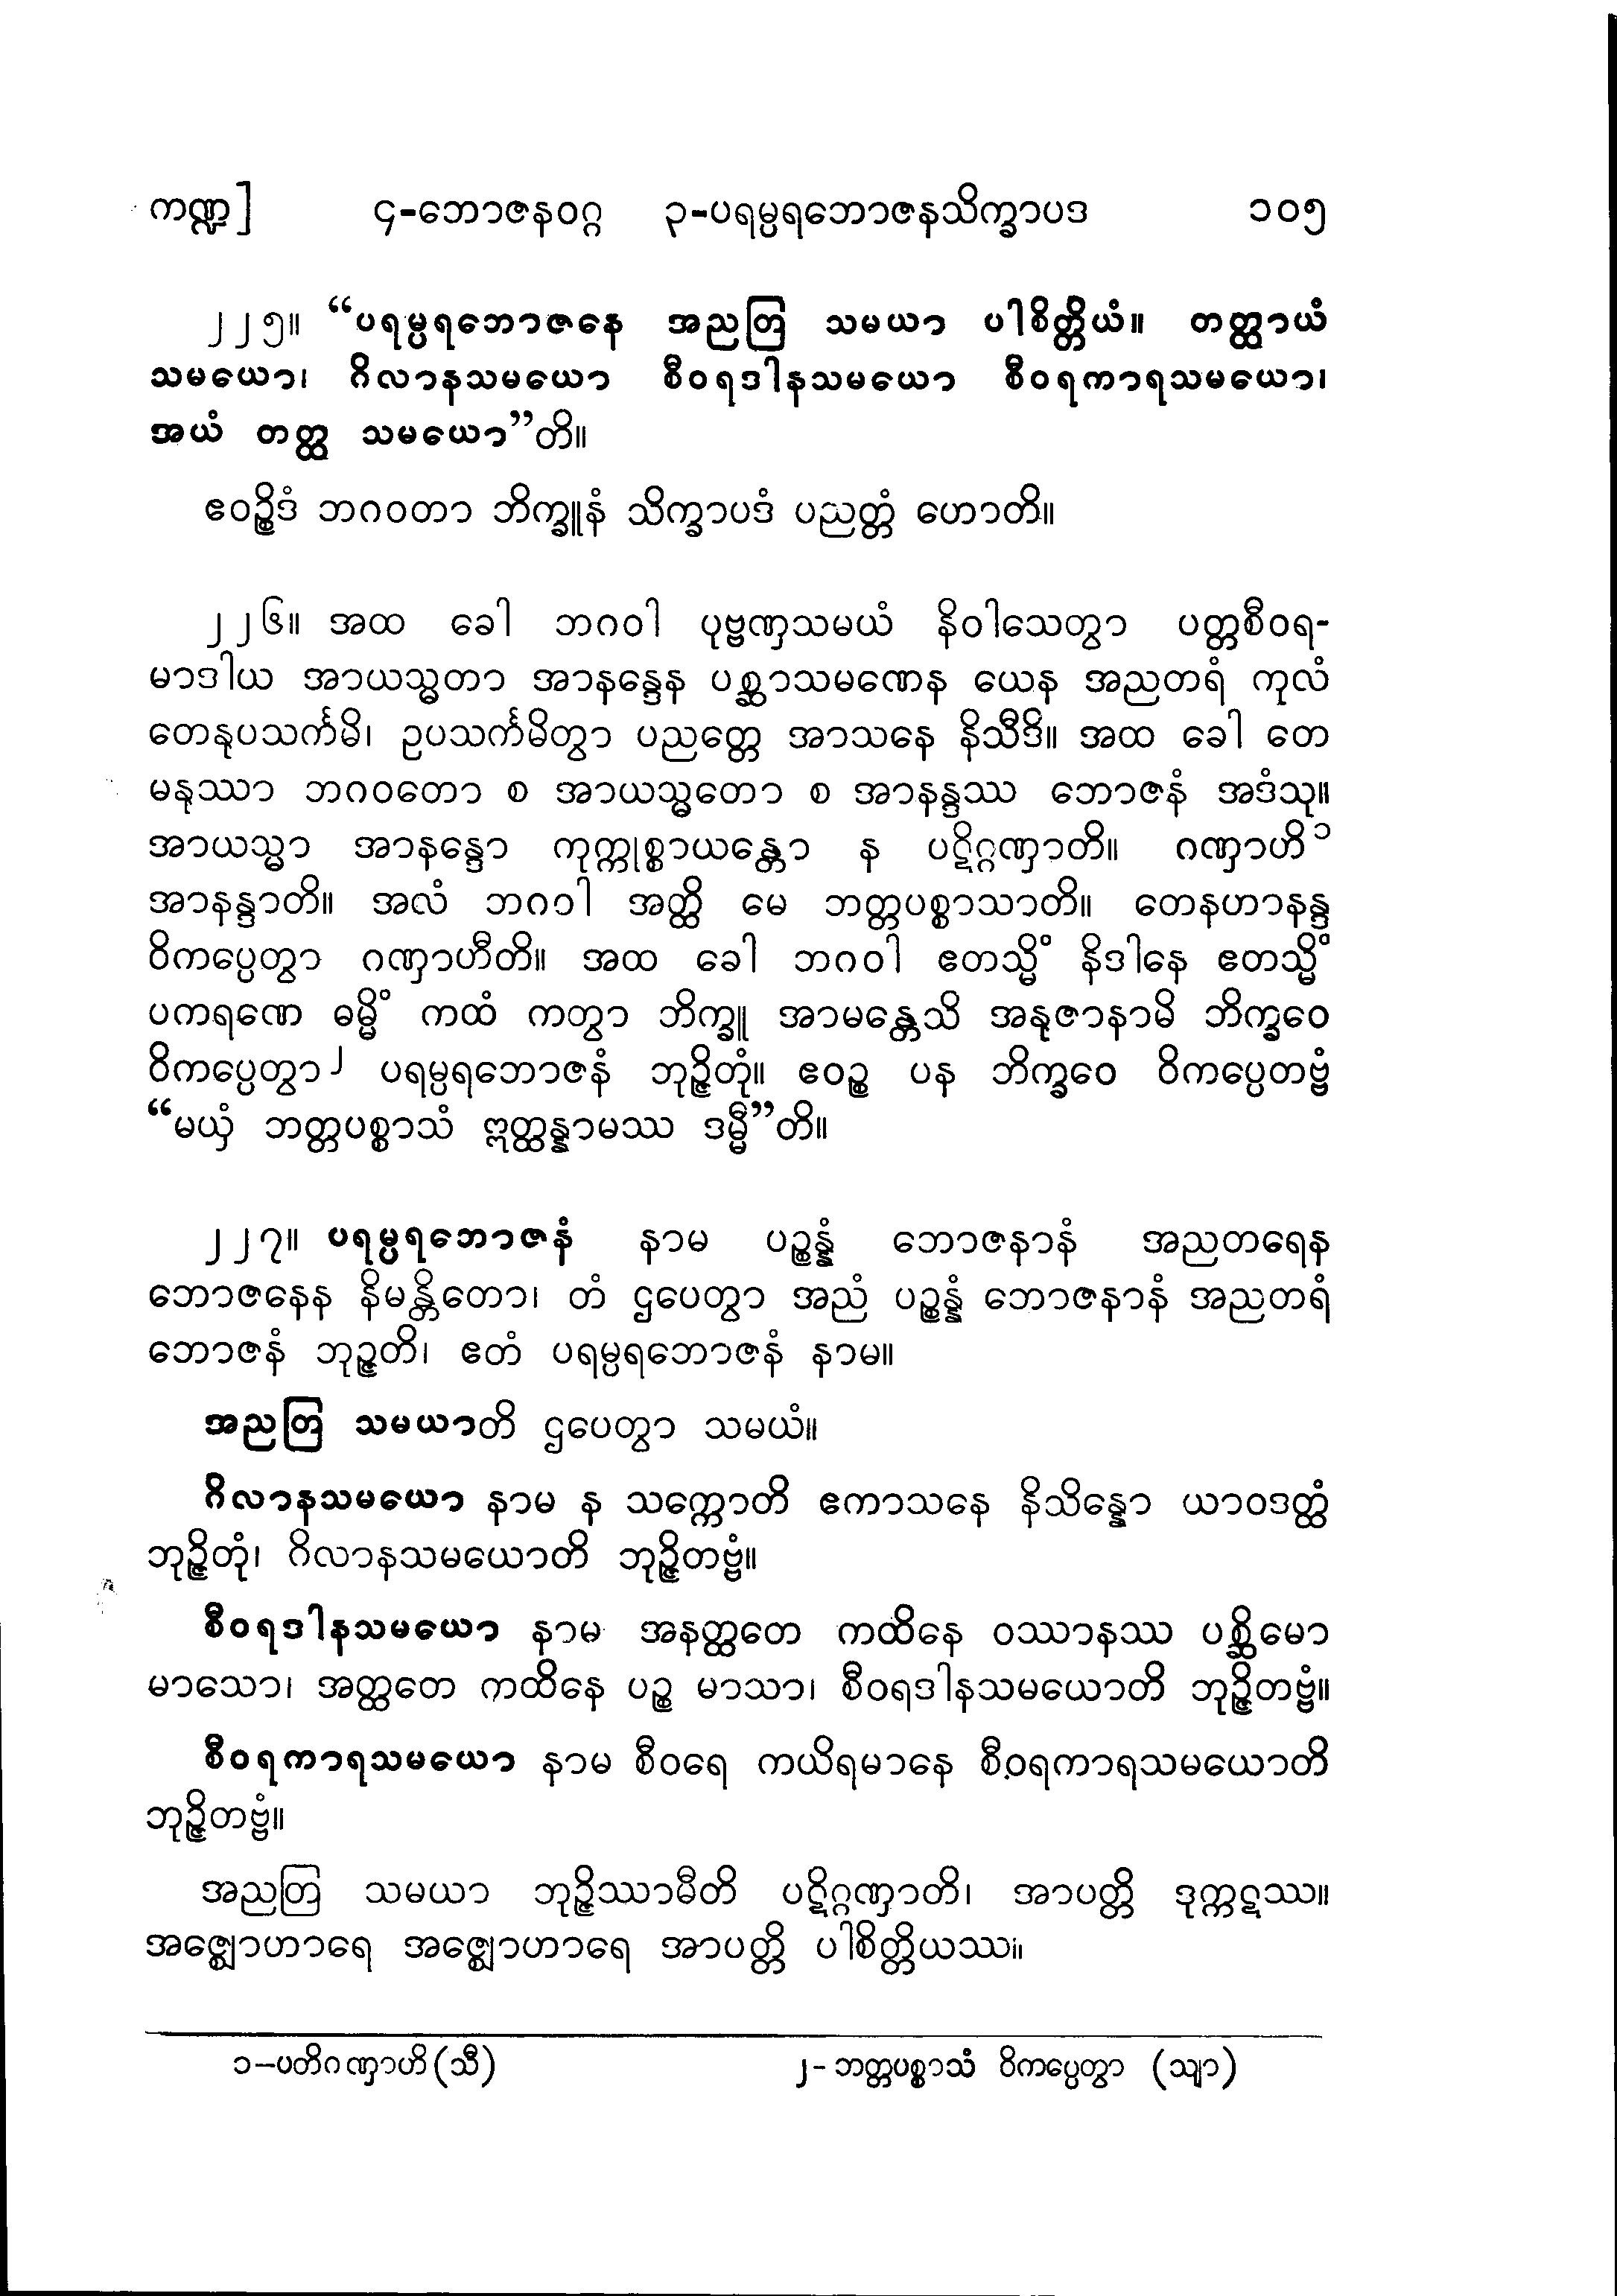 ကဏ္ဍ] ၄-ဘောဇနဝဂ္ဂ ၃-ပရမ္ပရဘောဇနသိက္ခာပဒ ၁၀၅
၂၂၅။ “ပရမ္ပရဘောဇနေ အညတြ သမယာ ပါစိတ္တိယံ။ တတ္ထာယံ
သမယော၊ ဂိလာနသမယော စီဝရဒါနသမယော စီဝရကာရသမယော၊
အယံ တတ္ထ သမယော”တိ။
ဧဝဉ္စိဒံ ဘဂဝတာ ဘိက္ခူနံ သိက္ခာပဒံ ပညတ္တံ ဟောတိ။
၂၂၆။ အထ ခေါ ဘဂဝါ ပုဗ္ဗဏှသမယံ နိဝါသေတွာ ပတ္တစီဝရ-
မာဒါယ အာယသ္မတာ အာနန္ဒေန ပစ္ဆာသမဏေန ယေန အညတရံ ကုလံ
တေနုပသင်္ကမိ၊ ဥပသင်္ကမိတွာ ပညတ္တေ အာသနေ နိသီဒိ။ အထ ခေါ တေ
မနုဿာ ဘဂဝတော စ အာယသ္မတော စ အာနန္ဒဿ ဘောဇနံ အဒံသု။
အာယသ္မာ အာနန္ဒော ကုက္ကုစ္စာယန္တော န ပဋိဂ္ဂဏှာတိ။ ဂဏှာဟိ၁
အာနန္ဒာတိ။ အလံ ဘဂဝါ အတ္ထိ မေ ဘတ္တပစ္စာသာတိ။ တေနဟာနန္ဒ
ဝိကပ္ပေတွာ ဂဏှာဟီတိ။ အထ ခေါ ဘဂဝါ ဧတသ္မိံ နိဒါနေ ဧတသ္မိံ
ပကရဏေ ဓမ္မိံ ကထံ ကတွာ ဘိက္ခူ အာမန္တေသိ အနုဇာနာမိ ဘိက္ခဝေ
ဝိကပ္ပေတွာ၂ ပရမ္ပရဘောဇနံ ဘုဉ္ဇိတုံ။ ဧဝဉ္စ ပန ဘိက္ခဝေ ဝိကပ္ပေတဗ္ဗံ
“မယှံ ဘတ္တပစ္စာသံ ဣတ္ထန္နာမဿ ဒမ္မီ”တိ။
၂၂၇။ ပရမ္ပရဘောဇနံ နာမ ပဉ္စန္နံ ဘောဇနာနံ အညတရေန
ဘောဇနေန နိမန္တိတော၊ တံ ဌပေတွာ အညံ ပဉ္စန္နံ ဘောဇနာနံ အညတရံ
ဘောဇနံ ဘုဉ္ဇတိ၊ ဧတံ ပရမ္ပရဘောဇနံ နာမ။
အညတြ သမယာတိ ဌပေတွာ သမယံ။
ဂိလာနသမယော နာမ န သက္ကောတိ ဧကာသနေ နိသိန္နော ယာဝဒတ္ထံ
ဘုဉ္ဇိတုံ၊ ဂိလာနသမယောတိ ဘုဉ္ဇိတဗ္ဗံ။
စီဝရဒါနသမယော နာမ အနတ္ထတေ ကထိနေ ဝဿာနဿ ပစ္ဆိမော
မာသော၊ အတ္ထတေ ကထိနေ ပဉ္စ မာသာ၊ စီဝရဒါနသမယောတိ ဘုဉ္ဇိတဗ္ဗံ။
စီဝရကာရသမယော နာမ စီဝရေ ကယိရမာနေ စီဝရကာရသမယောတိ
ဘုဉ္ဇိတဗ္ဗံ။
အညတြ သမယာ ဘုဉ္ဇိဿာမီတိ ပဋိဂ္ဂဏှာတိ၊ အာပတ္တိ ဒုက္ကဋဿ။
အဇ္ဈောဟာရေ အဇ္ဈောဟာရေ အာပတ္တိ ပါစိတ္တိယဿ။
၁-ပတိဂဏှာဟိ(သီ) ၂-ဘတ္တပစ္စာသံ ဝိကပ္ပေတွာ (သျာ)